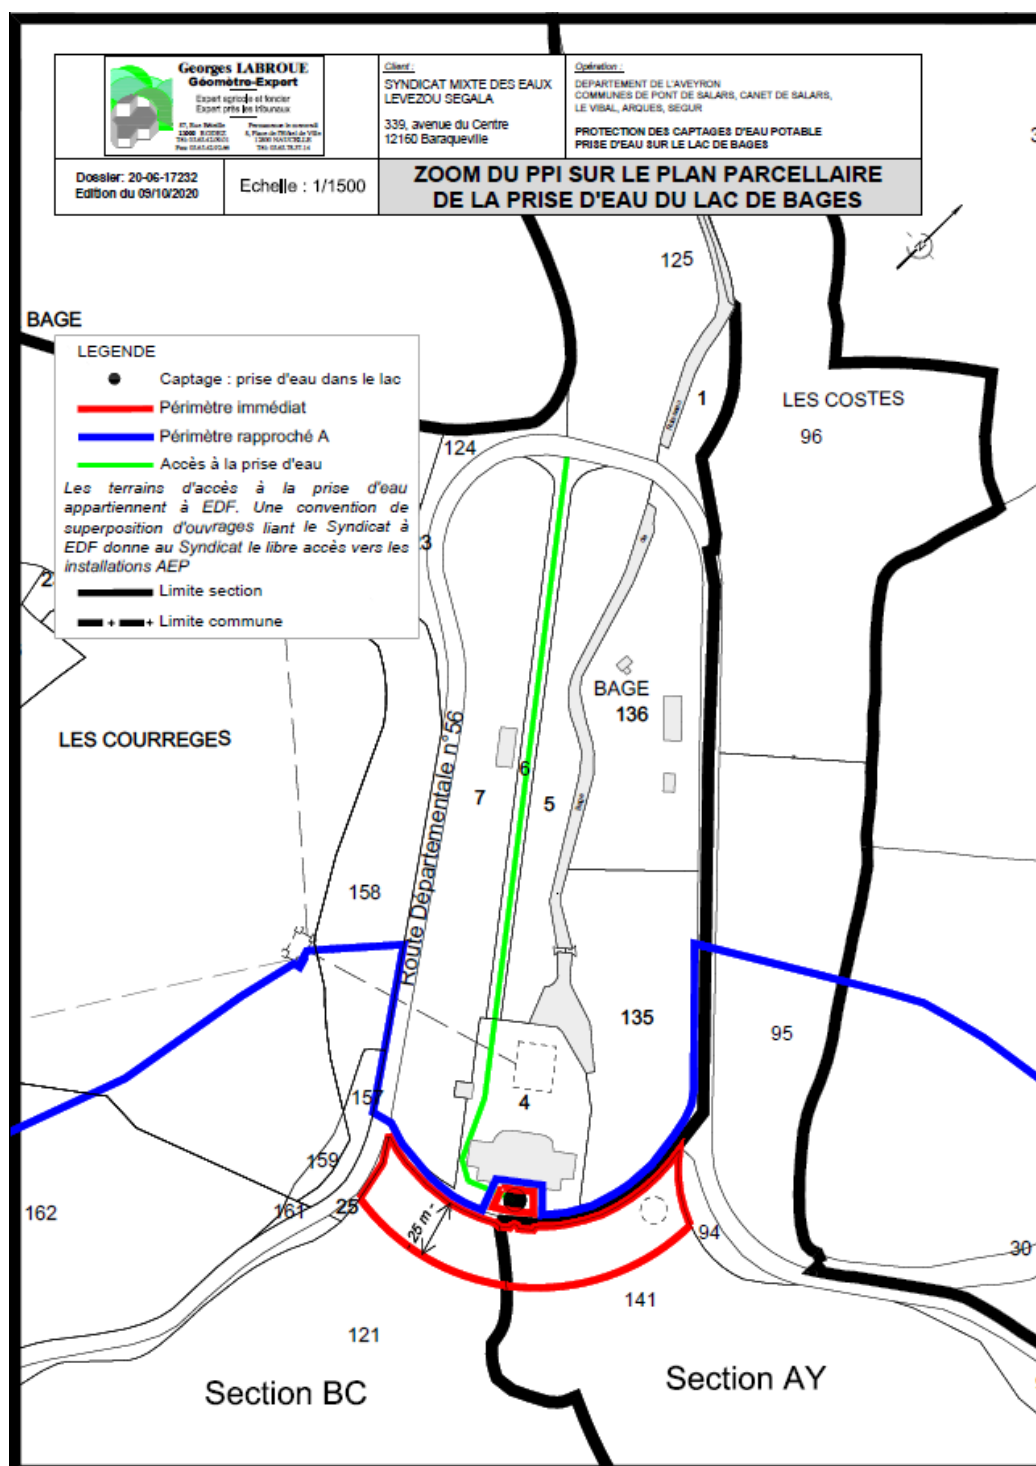 Georges LABROUE
Géomètre-Expert
Expert agricole et foncier
Expert près les tribunaux
Client :
SYNDICAT MIXTE DES EAUX
LEVEZOU SEGALA
339, avenue du Centre
12160 Baraqueville
Opération :
DEPARTEMENT DE L'AVEYRON
COMMUNES DE PONT DE SALARS, CANET DE SALARS,
LE VIBAL, ARQUES, SEGUR
PROTECTION DES CAPTAGES D'EAU POTABLE
PRISE D'EAU SUR LE LAC DE BAGES
Dossier: 20-06-17232
Edition du 09/10/2020
Echelle : 1/1500
ZOOM DU PPI SUR LE PLAN PARCELLAIRE
DE LA PRISE D'EAU DU LAC DE BAGES
N
125
BAGE
LEGENDE
Captage : prise d'eau dans le lac
Périmètre immédiat
Périmètre rapproché A
Accès à la prise d'eau
Les terrains d'accès à la prise d'eau
appartiennent à EDF. Une convention de
superposition d'ouvrages liant le Syndicat à
EDF donne au Syndicat le libre accès vers les
installations AEP
Limite section
Limite commune
1
LES COSTES
96
124
3
2
de
BAGE
136
LES COURREGES
Route Départementale n°56
6
7
5
Bage
158
135
95
157
4
159
162
161
25
25 m
94
30
141
121
Section BC
Section AY